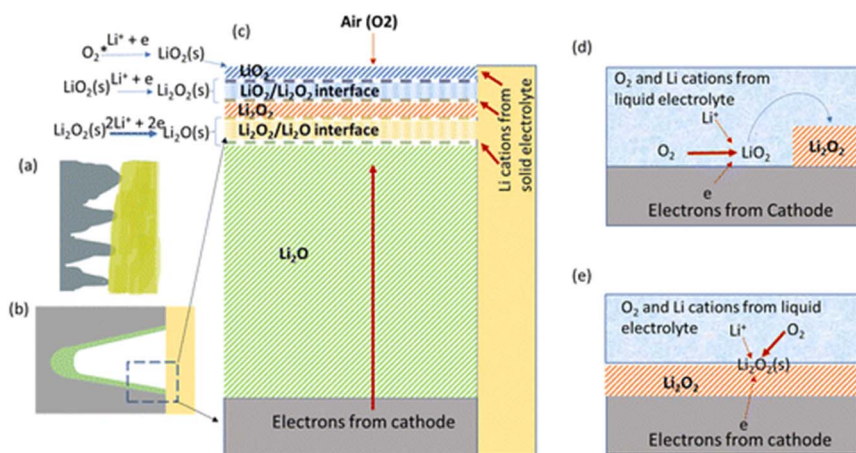 O₂* Li⁺ + e LiO₂(s)
LiO₂(s) Li⁺ + e Li₂O₂(s)
Li₂O₂(s) 2Li⁺ + 2e Li₂O(s)
(a)
(b)
(c)
Air (O2)
LiO₂
LiO₂/Li₂O₂ interface
Li₂O₂
Li₂O₂/Li₂O interface
Li cations from
solid electrolyte
Li₂O
Electrons from cathode
(d)
O₂ and Li cations from
liquid electrolyte
Li⁺
O₂
LiO₂
Li₂O₂
e
Electrons from Cathode
(e)
O₂ and Li cations from liquid
electrolyte
Li⁺
O₂
Li₂O₂(s)
Li₂O₂
e
Electrons from cathode